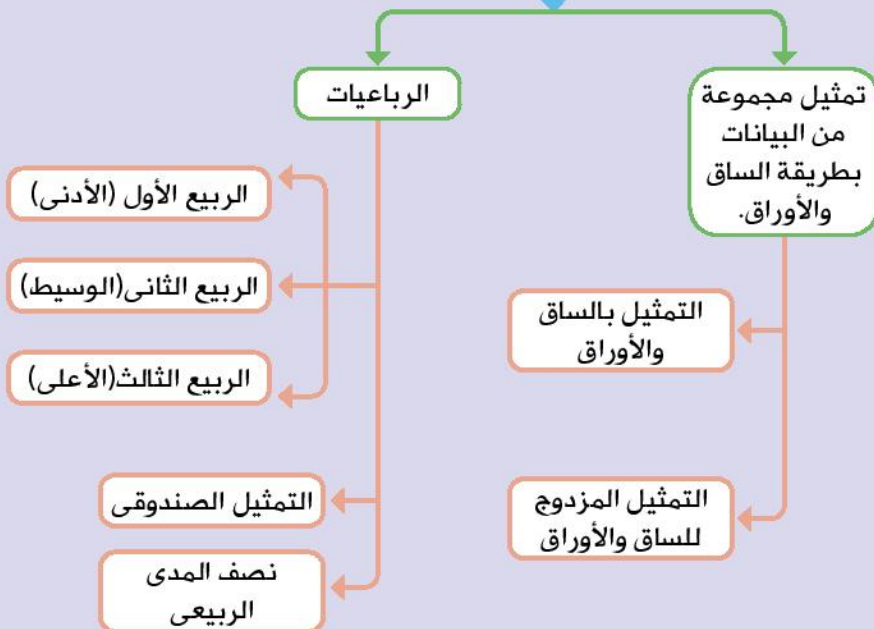 تمثيل مجموعة
من البيانات
بطريقة الساق
والأوراق.
التمثيل بالساق
والأوراق
التمثيل المزدوج
للساق والأوراق
الرباعيات
الربيع الأول (الأدنى)
الربيع الثانى(الوسيط)
الربيع الثالث(الأعلى)
التمثيل الصندوقى
نصف المدى
الربيعى